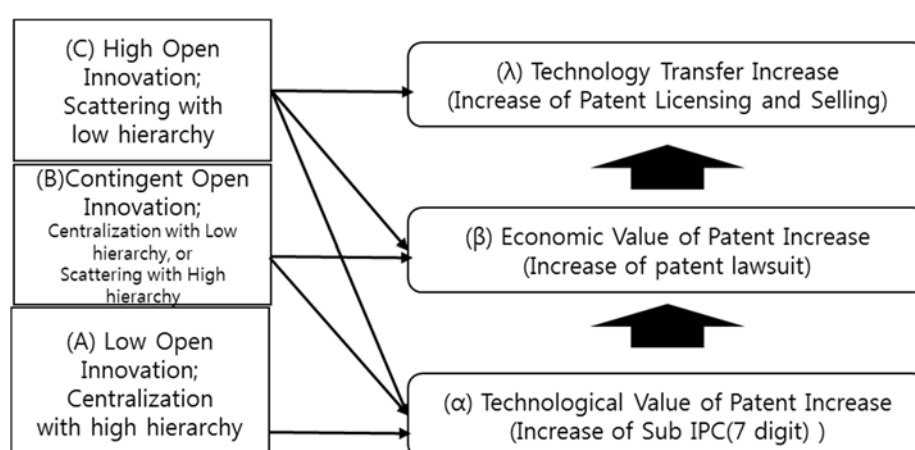 (C) High Open
Innovation;
Scattering with
low hierarchy
(B)Contingent Open
Innovation;
Centralization with Low
hierarchy, or
Scattering with High
hierarchy
(A) Low Open
Innovation;
Centralization
with high hierarchy
(λ) Technology Transfer Increase
(Increase of Patent Licensing and Selling)
(β) Economic Value of Patent Increase
(Increase of patent lawsuit)
(α) Technological Value of Patent Increase
(Increase of Sub IPC(7 digit) )